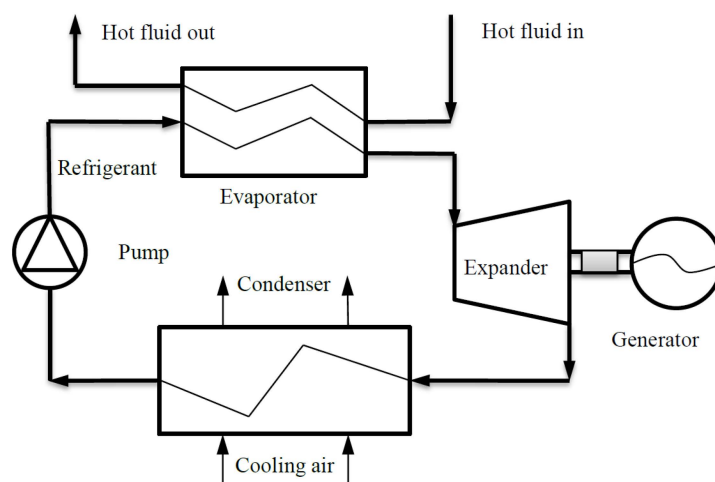 Hot fluid out
Hot fluid in
Refrigerant
Evaporator
Pump
Expander
Condenser
Generator
Cooling air